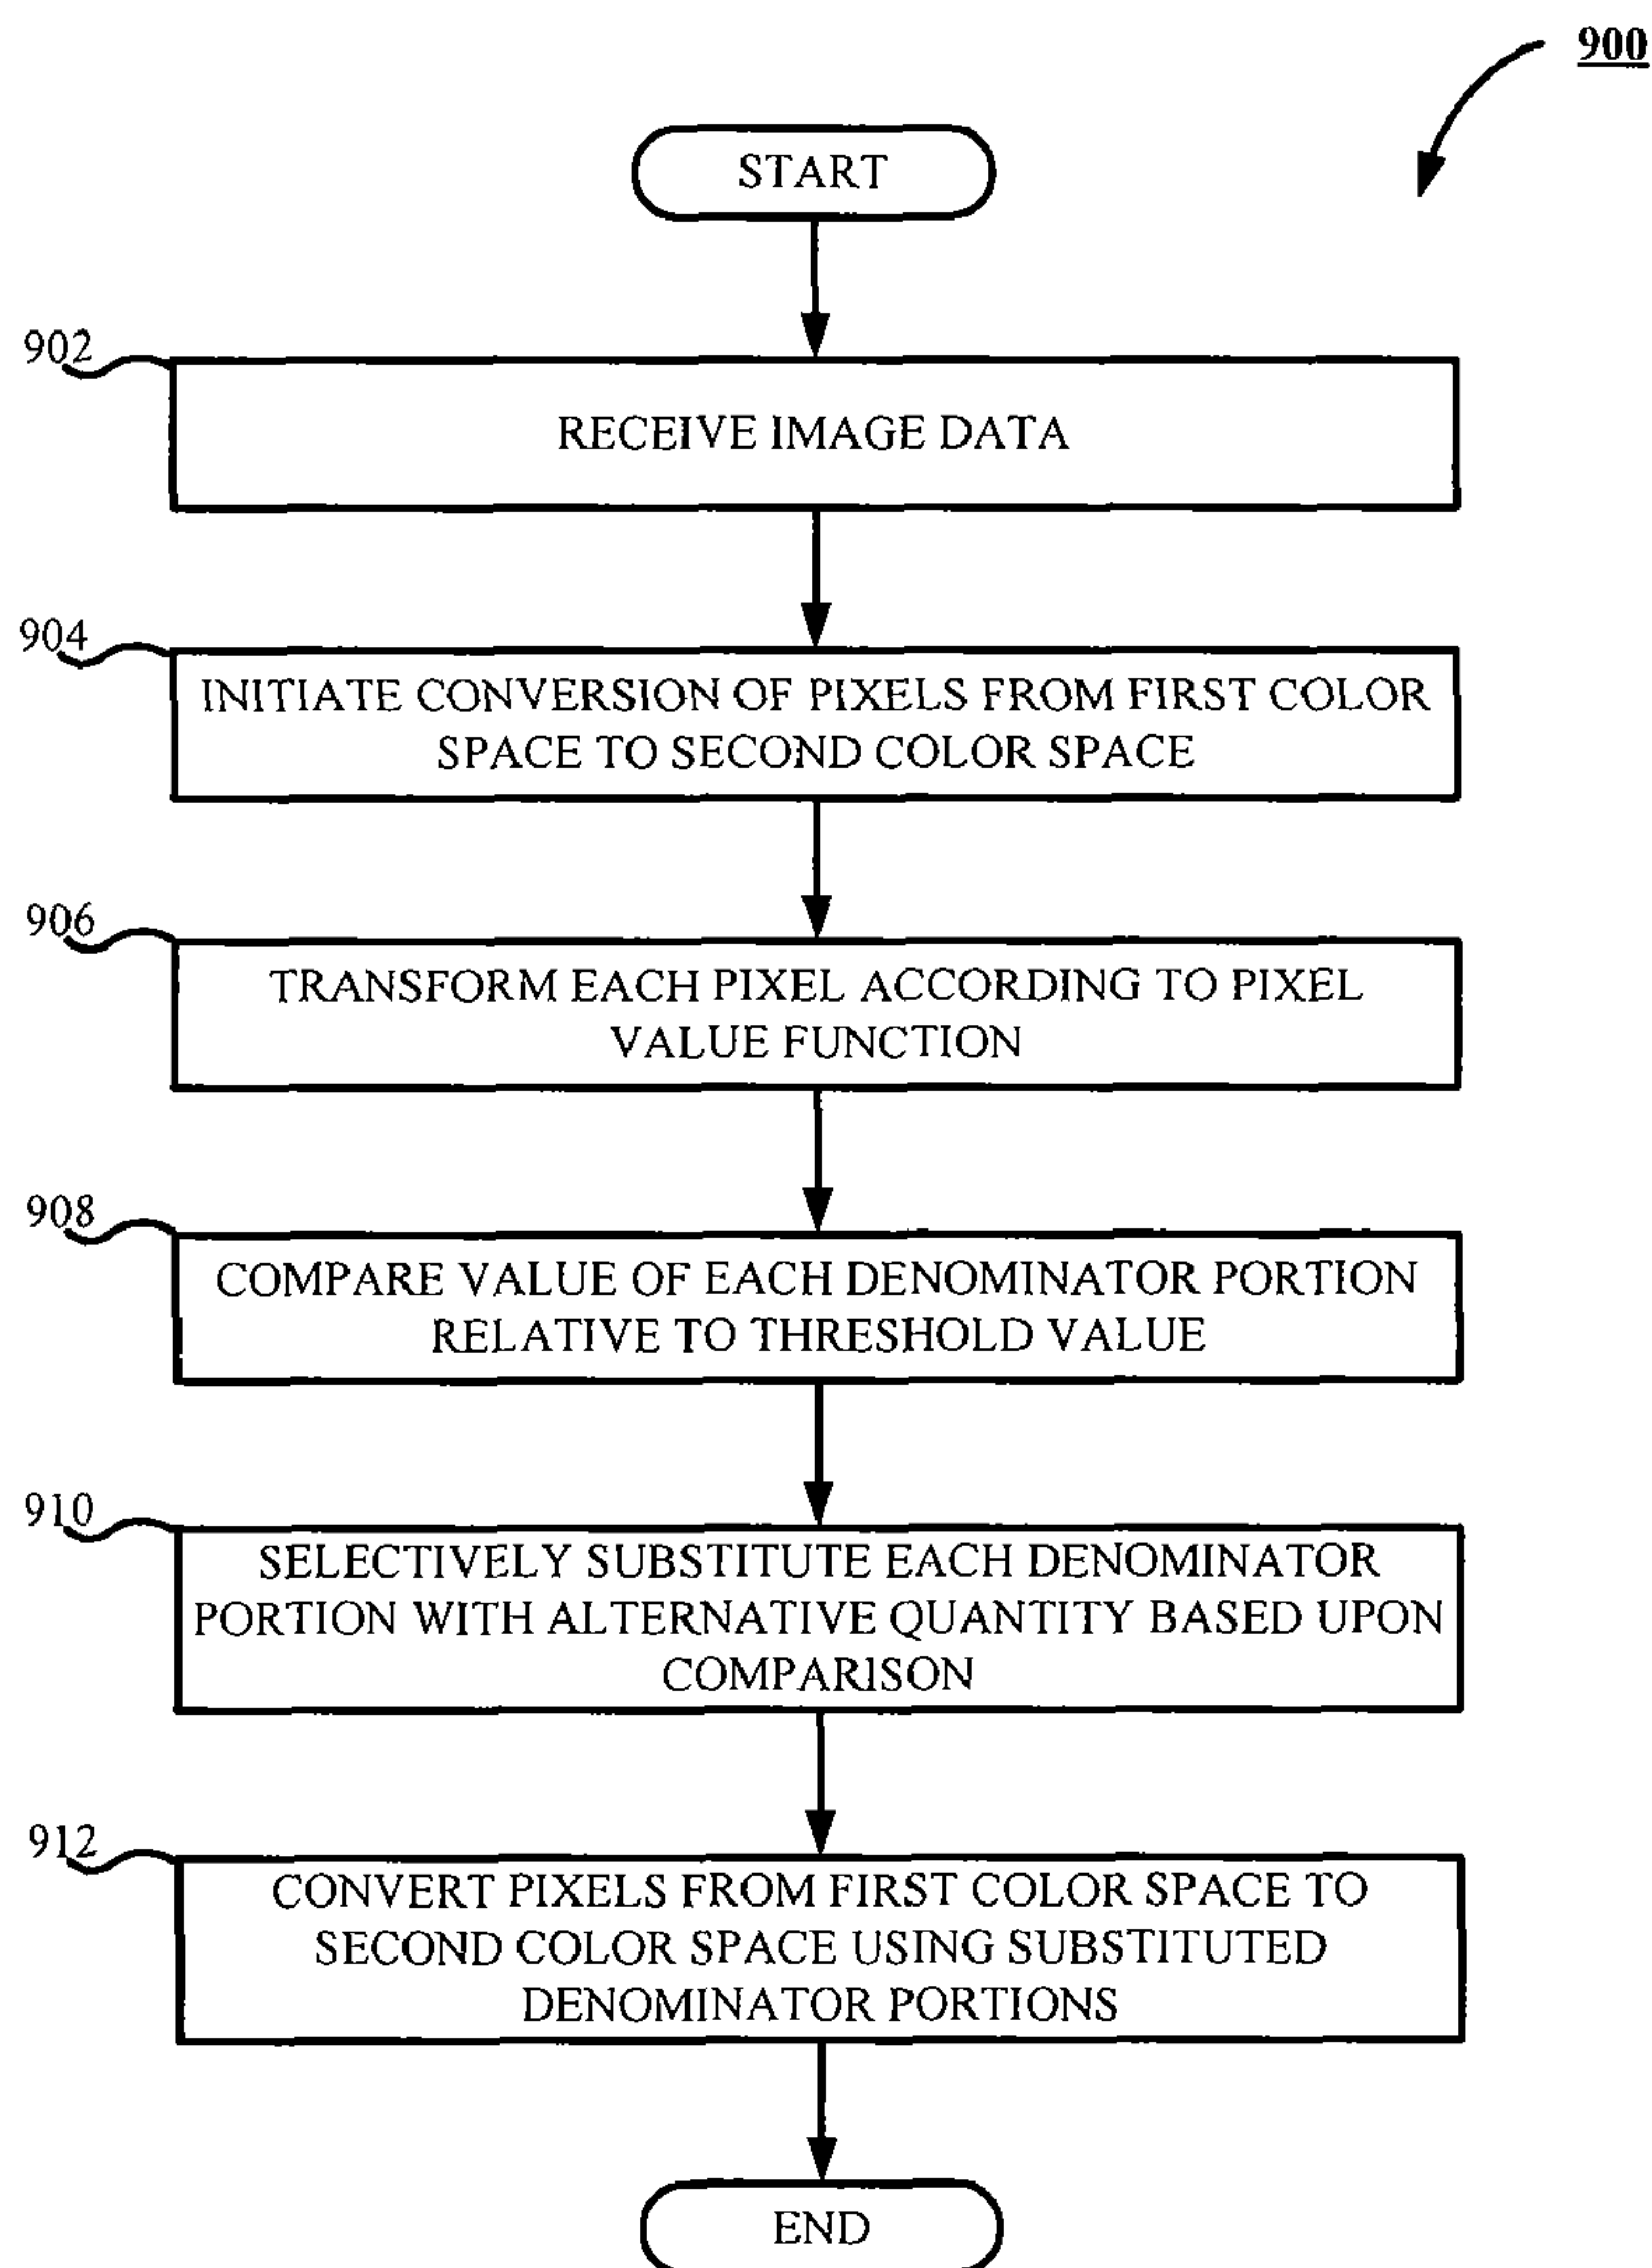 900
START
902
RECEIVE IMAGE DATA
904
INITIATE CONVERSION OF PIXELS FROM FIRST COLOR
SPACE TO SECOND COLOR SPACE
906
TRANSFORM EACH PIXEL ACCORDING TO PIXEL
VALUE FUNCTION
908
COMPARE VALUE OF EACH DENOMINATOR PORTION
RELATIVE TO THRESHOLD VALUE
910
SELECTIVELY SUBSTITUTE EACH DENOMINATOR
PORTION WITH ALTERNATIVE QUANTITY BASED UPON
COMPARISON
912
CONVERT PIXELS FROM FIRST COLOR SPACE TO
SECOND COLOR SPACE USING SUBSTITUTED
DENOMINATOR PORTIONS
END